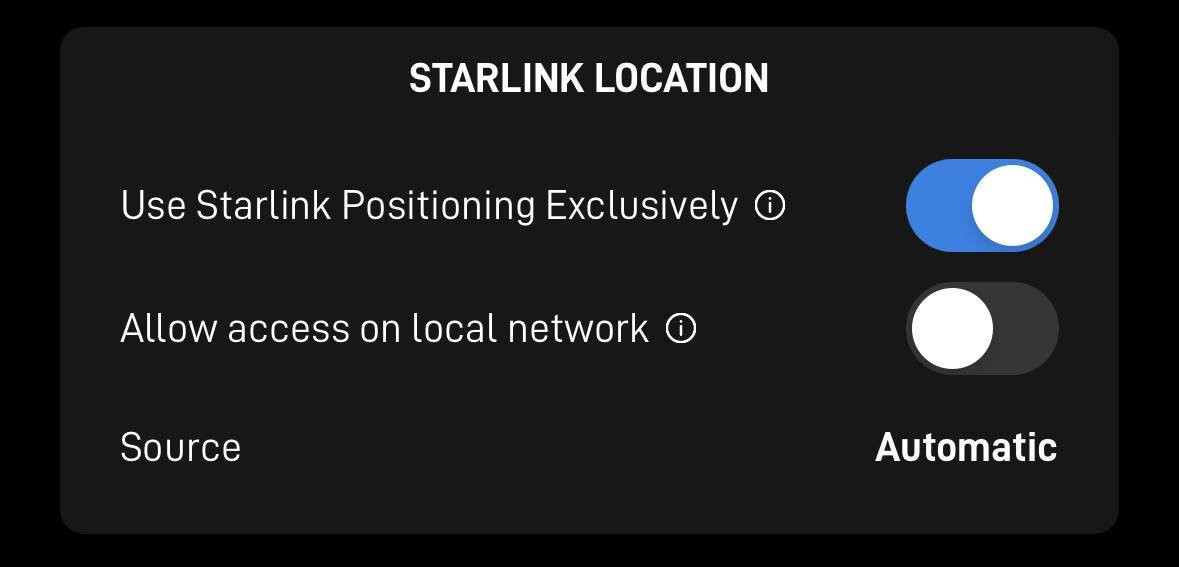 STARLINK LOCATION
Use Starlink Positioning Exclusively
Allow access on local network
Source Automatic